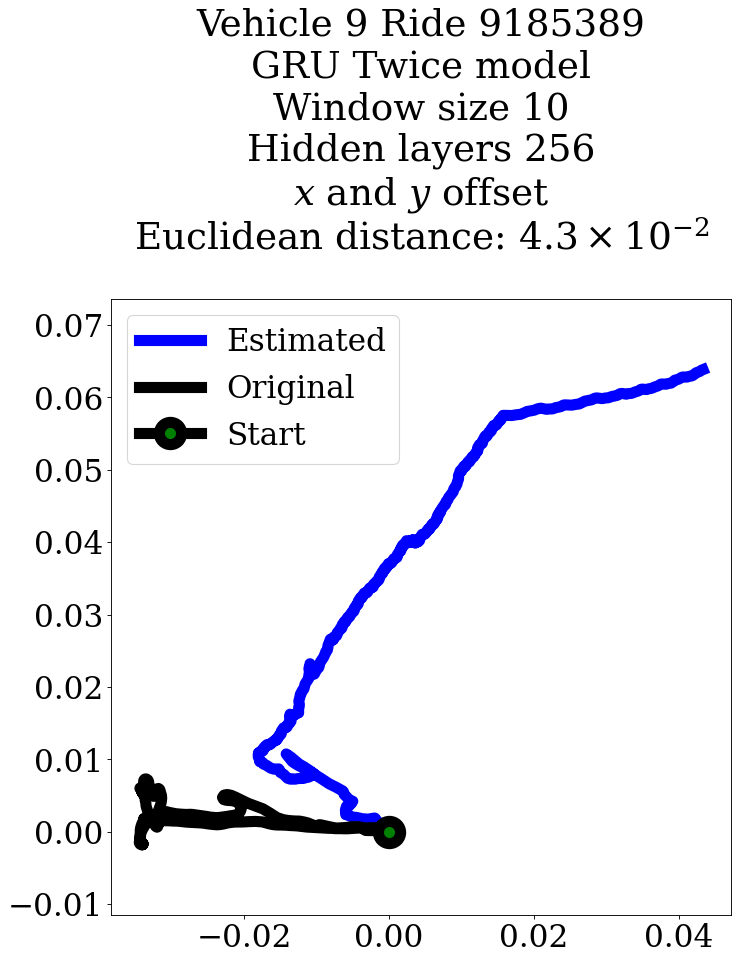 Vehicle 9 Ride 9185389
GRU Twice model
Window size 10
Hidden layers 256
x and y offset
Euclidean distance: 4.3 × 10⁻²
Estimated
Original
Start
0.07
0.06
0.05
0.04
0.03
0.02
0.01
0.00
−0.01
−0.02 0.00 0.02 0.04